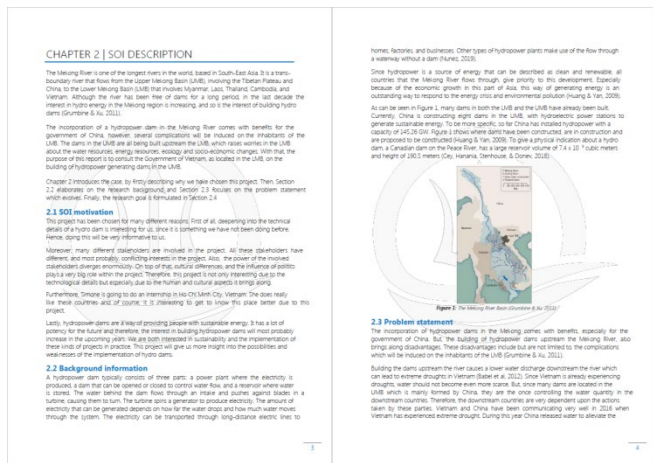 CHAPTER 2 | SOI DESCRIPTION
The Mekong River is one of the longest rivers in the world, based in South-East Asia. It is a trans-
boundary river that flows from the Upper Mekong Basin (UMB), involving the Tibetan Plateau and
China, to the Lower Mekong Basin (LMB) that involves Myanmar, Laos, Thailand, Cambodia, and
Vietnam. Although the river has been free of dams for a long period, in the last decade the
interest in hydro energy in the Mekong region is increasing, and so is the interest of building hydro
dams (Grumbine & Xu, 2011).
The incorporation of a hydropower dam in the Mekong River comes with benefits for the
government of China, however, several complications will be induced on the inhabitants of the
LMB. The dams in the UMB are all being built upstream the LMB, which raises worries in the LMB
about the water resources, energy resources, ecology and socio-economic changes. With that, the
purpose of this report is to consult the Government of Vietnam, as located in the LMB, on the
building of hydropower generating dams in the UMB.
Chapter 2 introduces the case, by firstly describing why we have chosen this project. Then, Section
2.2 elaborates on the research background, and Section 2.3 focuses on the problem statement
which evolves. Finally, the research goal is formulated in Section 2.4
2.1 SOI motivation
This project has been chosen for many different reasons. First of all, deepening into the technical
details of a hydro dam is interesting for us, since it is something we have not been doing before.
Hence, doing this will be very informative to us.
Moreover, many different stakeholders are involved in the project. All these stakeholders have
different, and most probably, conflicting interests in the project. Also, the power of the involved
stakeholders diverges enormously. On top of that, cultural differences, and the influence of politics
plays a very big role within the project. Therefore, this project is not only interesting due to the
technological details but especially, due to the human and cultural aspects it brings along.
Furthermore, Timone is going to do an internship in Ho Chi Minh City, Vietnam. She does really
like these countries and of course, it is interesting to get to know this place better due to this
project.
Lastly, hydropower dams are a way of providing people with sustainable energy. It has a lot of
potency for the future and therefore, the interest in building hydropower dams will most probably
increase in the upcoming years. We are both interested in sustainability and the implementation of
these kinds of projects in practice. This project will give us more insight into the possibilities and
weaknesses of the implementation of hydro dams.
2.2 Background information
A hydropower dam typically consists of three parts: a power plant where the electricity is
produced, a dam that can be opened or closed to control water flow, and a reservoir where water
is stored. The water behind the dam flows through an intake and pushes against blades in a
turbine, causing them to turn. The turbine spins a generator to produce electricity. The amount of
electricity that can be generated depends on how far the water drops and how much water moves
through the system. The electricity can be transported through long-distance electric lines to
3
homes, factories, and businesses. Other types of hydropower plants make use of the flow through
a waterway without a dam (Nunez, 2019).
Since hydropower is a source of energy that can be described as clean and renewable, all
countries that the Mekong River flows through, give priority to this development. Especially
because of the economic growth in this part of Asia, this way of generating energy is an
outstanding way to respond to the energy crisis and environmental pollution (Huang & Yan, 2009).
As can be seen in Figure 1, many dams in both the LMB and the UMB have already been built.
Currently, China is constructing eight dams in the UMB, with hydroelectric power stations to
generate sustainable energy. To be more specific, so far China has installed hydropower with a
capacity of 145.26 GW. Figure 1 shows where dams have been constructed, are in construction and
are proposed to be constructed (Huang & Yan, 2009). To give a physical indication about a hydro
dam, a Canadian dam on the Peace River, has a large reservoir volume of 7.4 x 10 cubic meters
and height of 190.5 meters (Cey, Hanania, Stenhouse, & Donev, 2018).
Figure 1: The Mekong River Basin (Grumbine & Xu, 2011)
2.3 Problem statement
The incorporation of hydropower dams in the Mekong comes with benefits, especially for the
government of China. But, the building of hydropower dams upstream the Mekong River, also
brings along disadvantages. These disadvantages include but are not limited to, the complications
which will be induced on the inhabitants of the LMB (Grumbine & Xu, 2011).
Building the dams upstream the river causes a lower water discharge downstream the river which
can lead to extreme droughts in Vietnam (Babel et al, 2012). Since Vietnam is already experiencing
droughts, water should not become even more scarce. But, since many dams are located in the
UMB which is mainly formed by China, they are the once controlling the water quantity in the
downstream countries. Therefore, the downstream countries are very dependent upon the actions
taken by these parties. Vietnam and China have been communicating very well in 2016 when
Vietnam has experienced extreme drought. During this year China released water to alleviate the
4